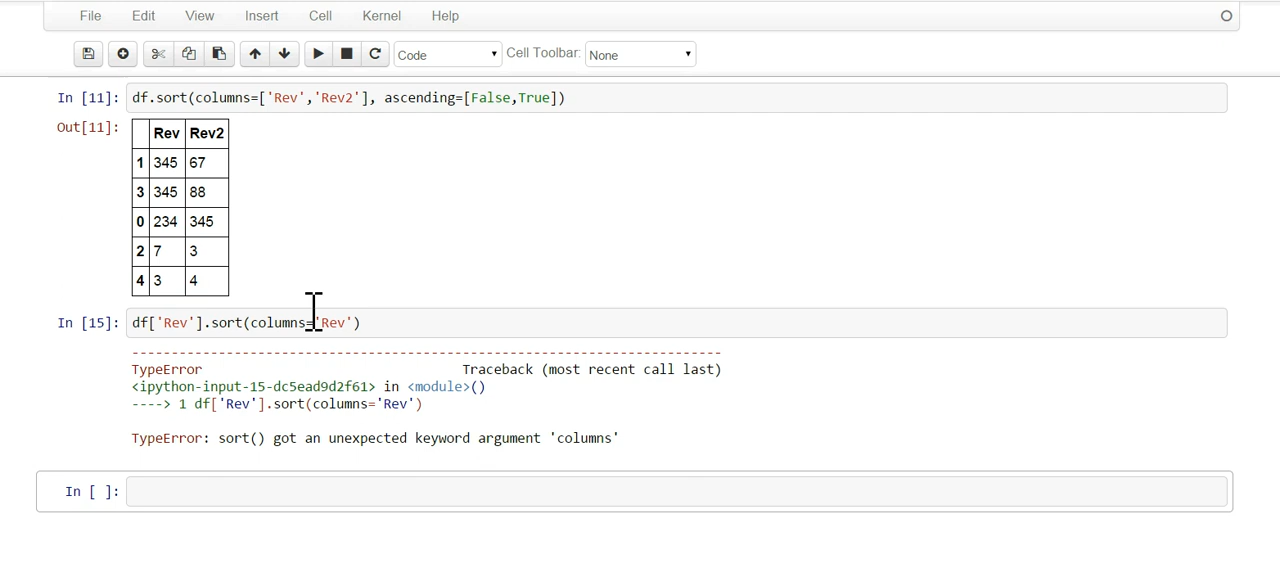 File Edit View Insert Cell Kernel Help
Code Cell Toolbar: None
In [11]: df.sort(columns=['Rev','Rev2'], ascending=[False,True])
Out[11]:
Rev Rev2
1 345 67
3 345 88
0 234 345
2 7 3
4 3 4
In [15]: df['Rev'].sort(columns='Rev')
---------------------------------------------------------------------------
TypeError Traceback (most recent call last)
<ipython-input-15-dc5ead9d2f61> in <module>()
----> 1 df['Rev'].sort(columns='Rev')
TypeError: sort() got an unexpected keyword argument 'columns'
In [ ]: